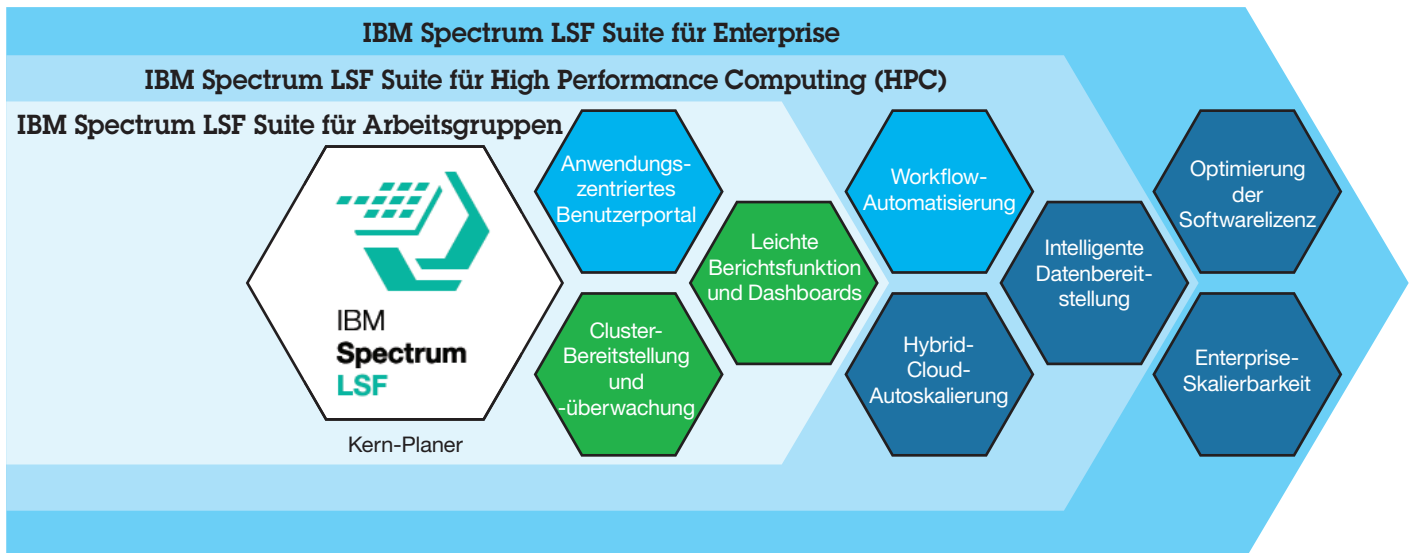 IBM Spectrum LSF Suite für Enterprise
IBM Spectrum LSF Suite für High Performance Computing (HPC)
IBM Spectrum LSF Suite für Arbeitsgruppen
IBM
Spectrum
LSF
Kern-Planer
Anwendungs-
zentriertes
Benutzerportal
Cluster-
Bereitstellung
und
-überwachung
Leichte
Berichtsfunktion
und Dashboards
Workflow-
Automatisierung
Hybrid-
Cloud-
Autoskalierung
Intelligente
Datenbereit-
stellung
Optimierung
der
Softwarelizenz
Enterprise-
Skalierbarkeit